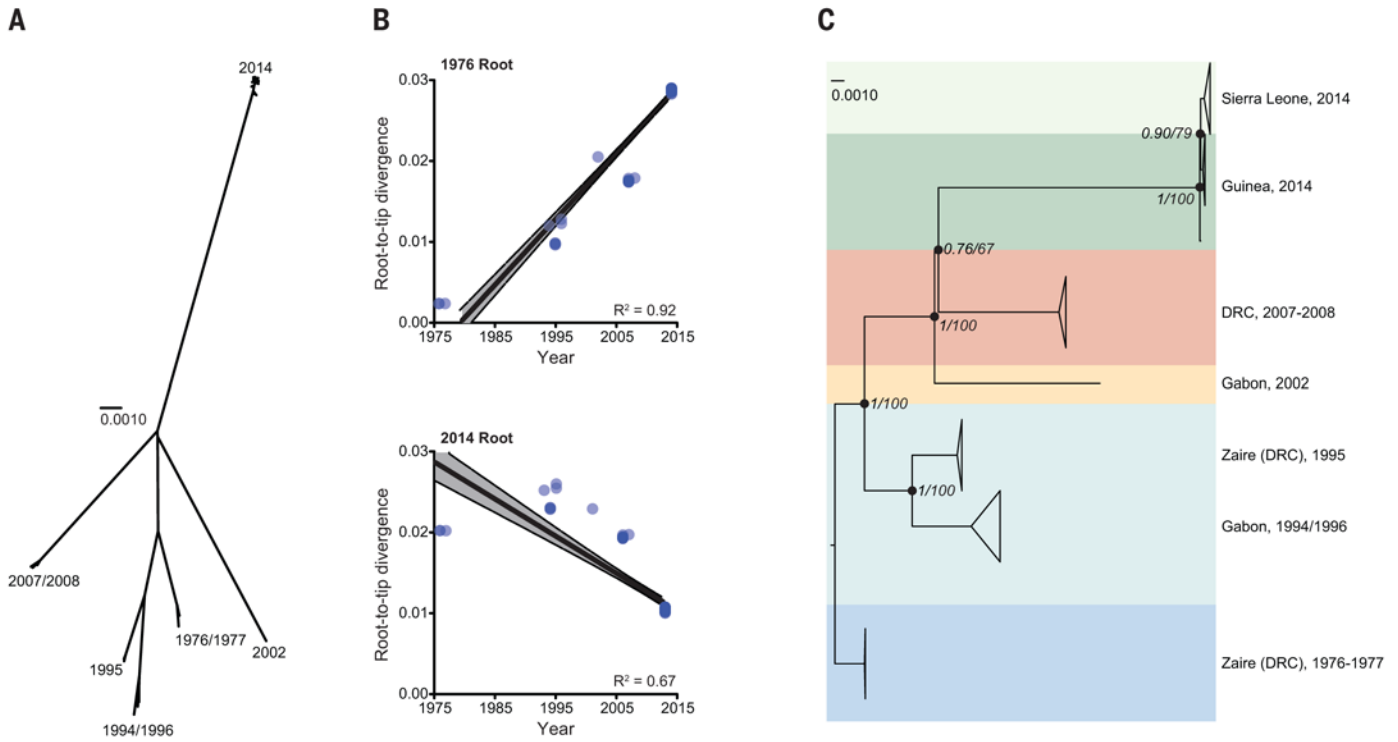 A
2014
0.0010
2007/2008
1976/1977
1995
2002
1994/1996
B
1976 Root
Root-to-tip divergence
0.03
0.02
0.01
0.00
R² = 0.92
1975 1985 1995 2005 2015
Year
2014 Root
Root-to-tip divergence
0.03
0.02
0.01
0.00
R² = 0.67
1975 1985 1995 2005 2015
Year
C
0.0010
Sierra Leone, 2014
0.90/79
Guinea, 2014
1/100
0.76/67
DRC, 2007-2008
1/100
Gabon, 2002
1/100
Zaire (DRC), 1995
1/100
Gabon, 1994/1996
Zaire (DRC), 1976-1977